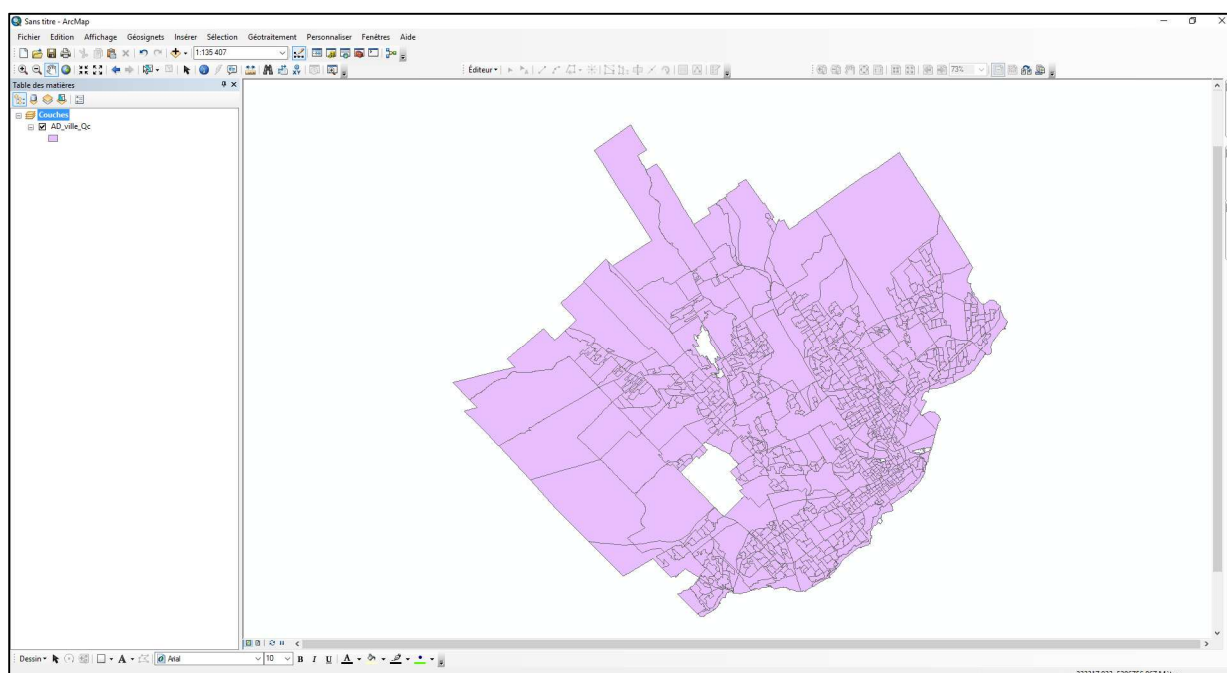 Sans titre - ArcMap
Fichier Edition Affichage Géosignets Insérer Sélection Géotraitement Personnaliser Fenêtres Aide
1:135 407
Éditeur
73%
Table des matières
Couches
AD_ville_Qc
Dessin
A
Arial
10
B I U A